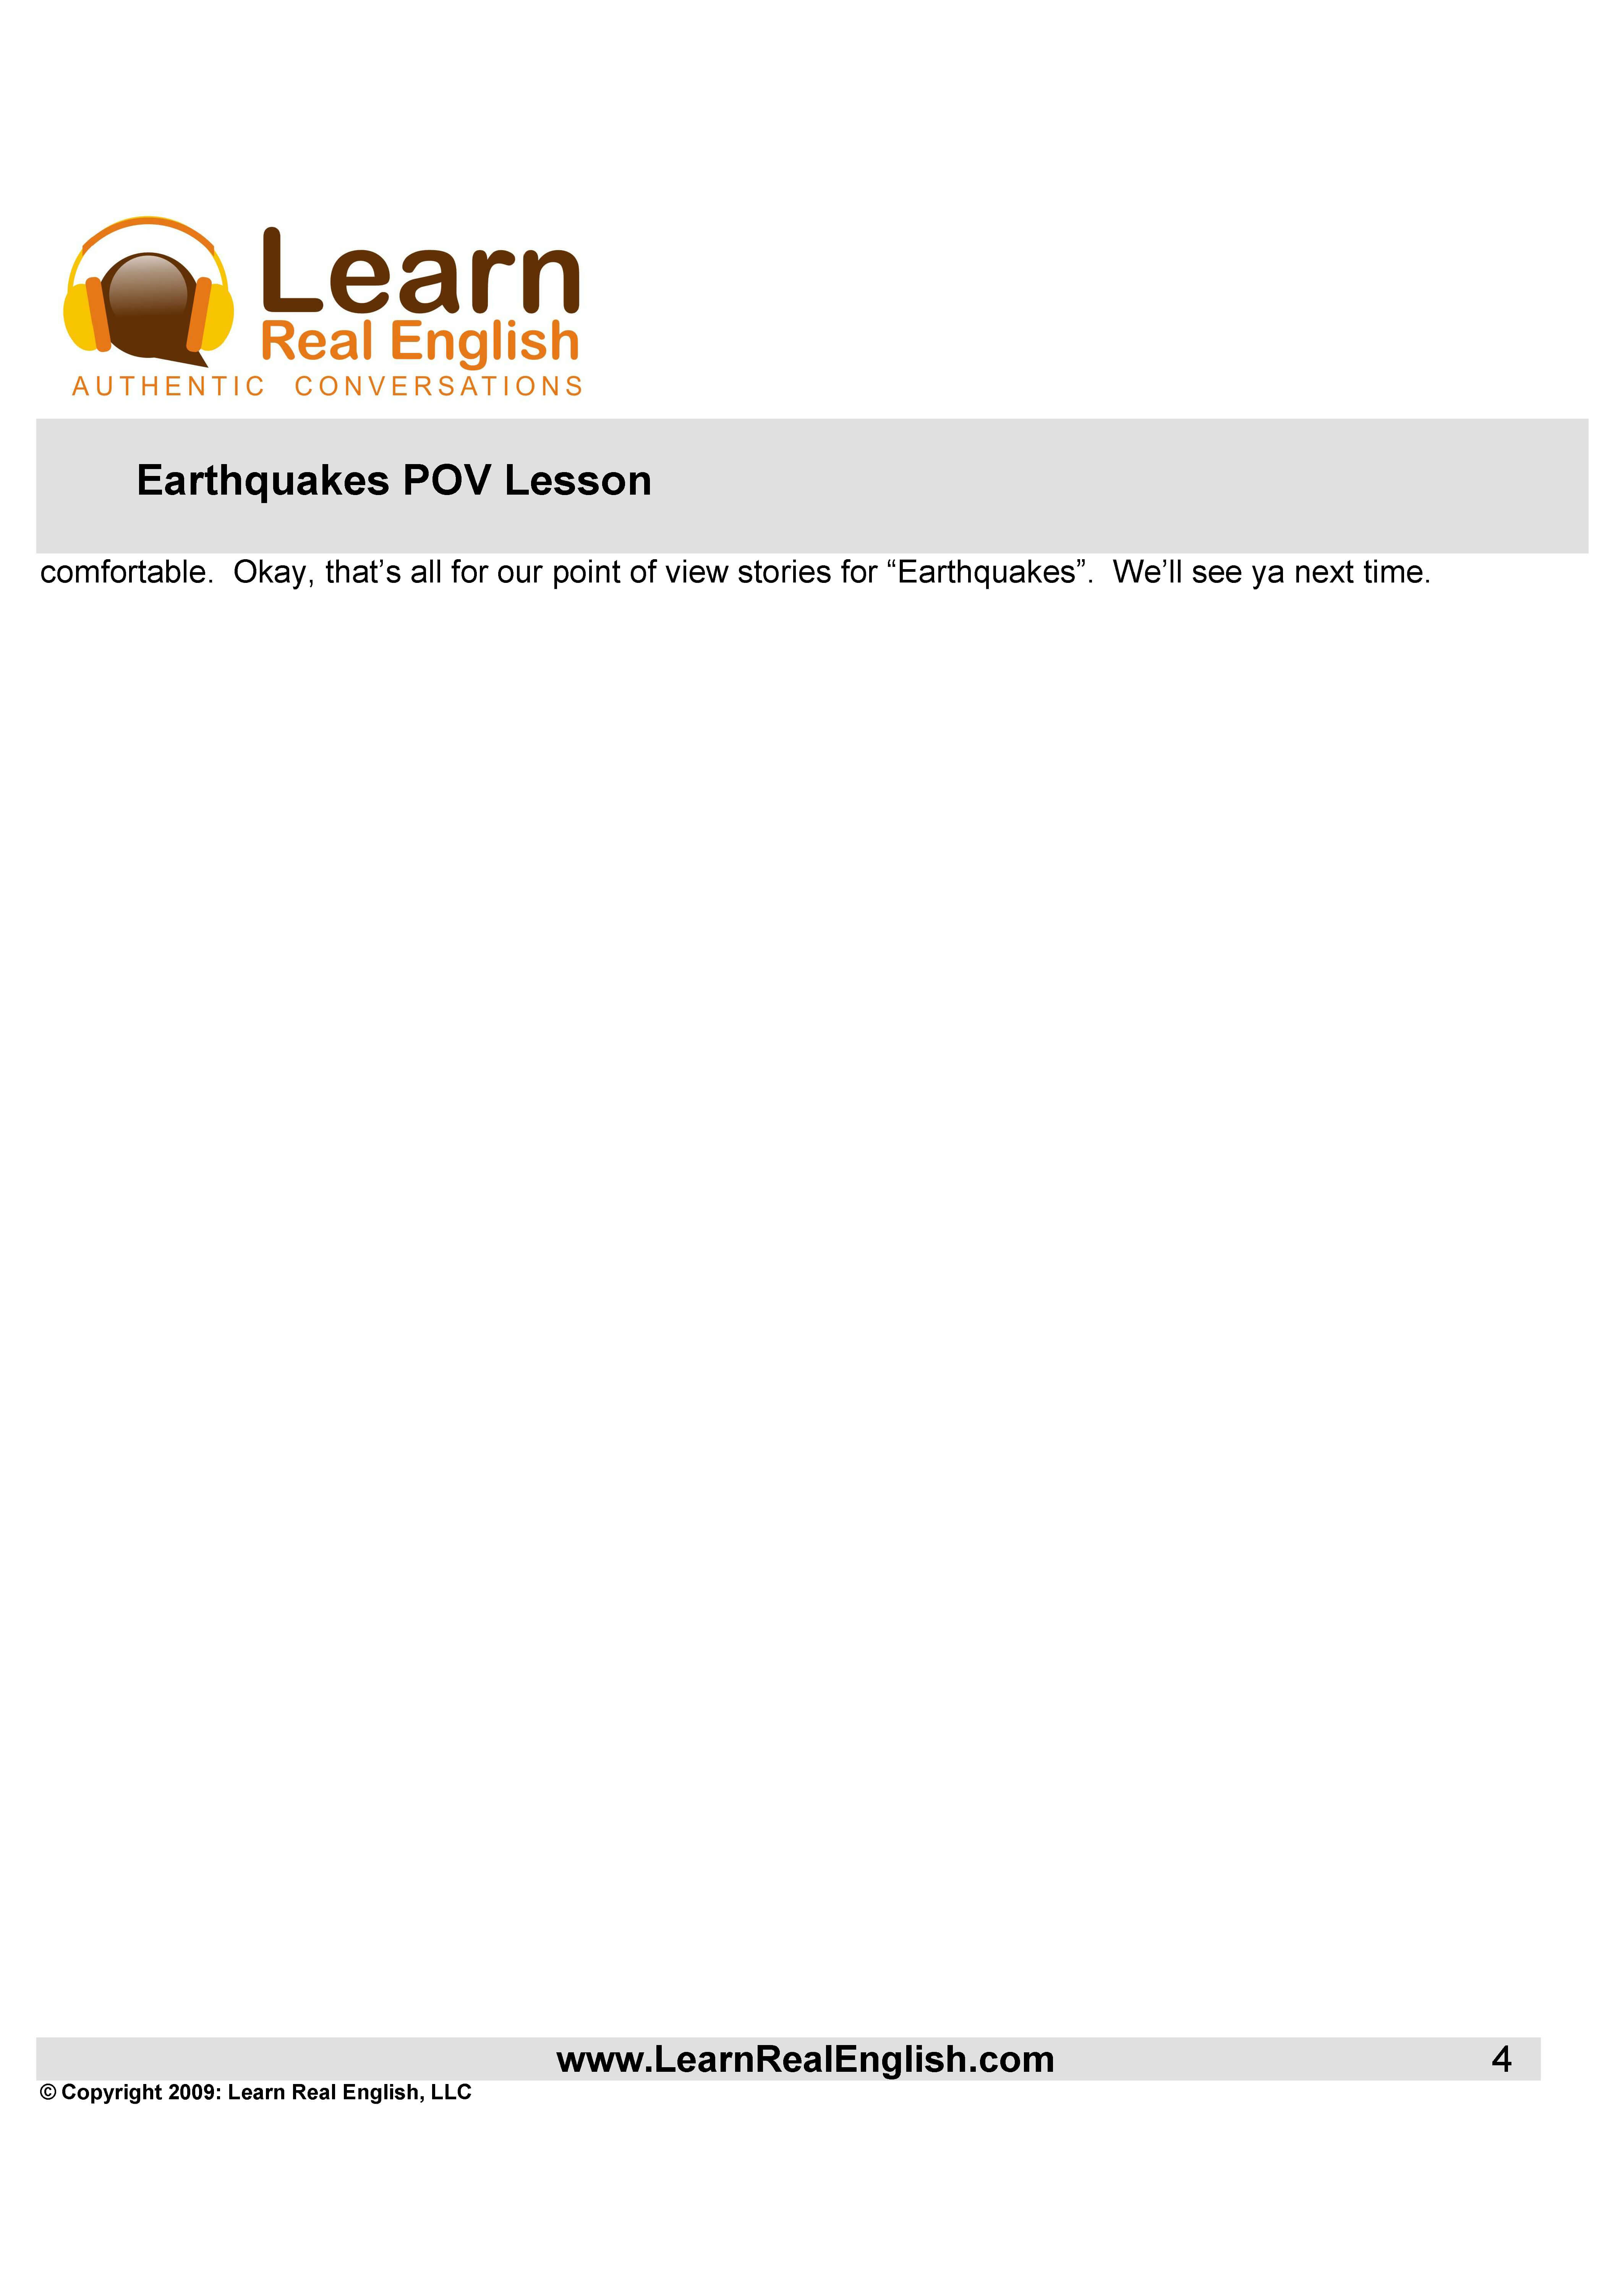 Learn
Real English
AUTHENTIC CONVERSATIONS
Earthquakes POV Lesson
comfortable.  Okay, that’s all for our point of view stories for “Earthquakes”.  We’ll see ya next time.
www.LearnRealEnglish.com 4
© Copyright 2009: Learn Real English, LLC